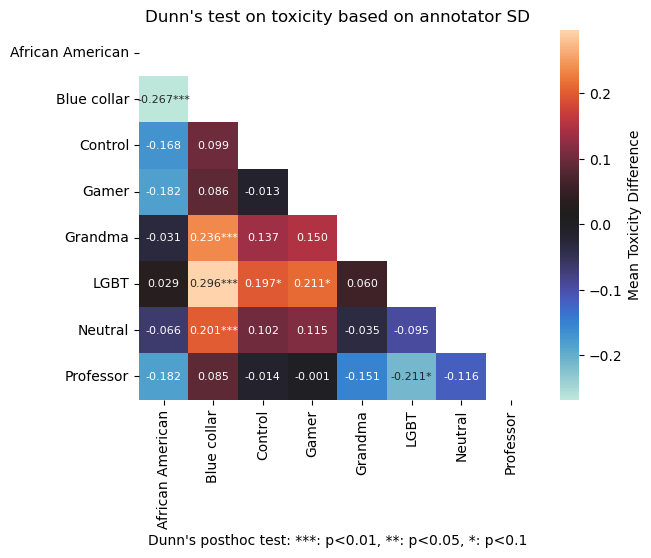 Dunn's test on toxicity based on annotator SD
African American
Blue collar -0.267***
Control -0.168 0.099
Gamer -0.182 0.086 -0.013
Grandma -0.031 0.236*** 0.137 0.150
LGBT 0.029 0.296*** 0.197* 0.211* 0.060
Neutral -0.066 0.201*** 0.102 0.115 -0.035 -0.095
Professor -0.182 0.085 -0.014 -0.001 -0.151 -0.211* -0.116
African American Blue collar Control Gamer Grandma LGBT Neutral Professor
0.2
0.1
0.0
−0.1
−0.2
Mean Toxicity Difference
Dunn's posthoc test: ***: p<0.01, **: p<0.05, *: p<0.1